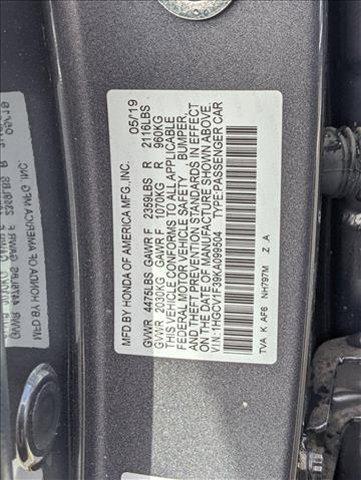 MFD BY HONDA OF AMERICA MFG.,INC. 05/19
GVWR 4475LBS GAWR F 2359LBS R 2116LBS
GVWR 2030KG GAWR F 1070KG R 960KG
THIS VEHICLE CONFORMS TO ALL APPLICABLE
FEDERAL MOTOR VEHICLE SAFETY, BUMPER,
AND THEFT PREVENTION STANDARDS IN EFFECT
ON THE DATE OF MANUFACTURE SHOWN ABOVE.
V I N :1HGCV1F39KA099504 TYPE:PASSENGER CAR
TVA K AF6 NH797M Z .A